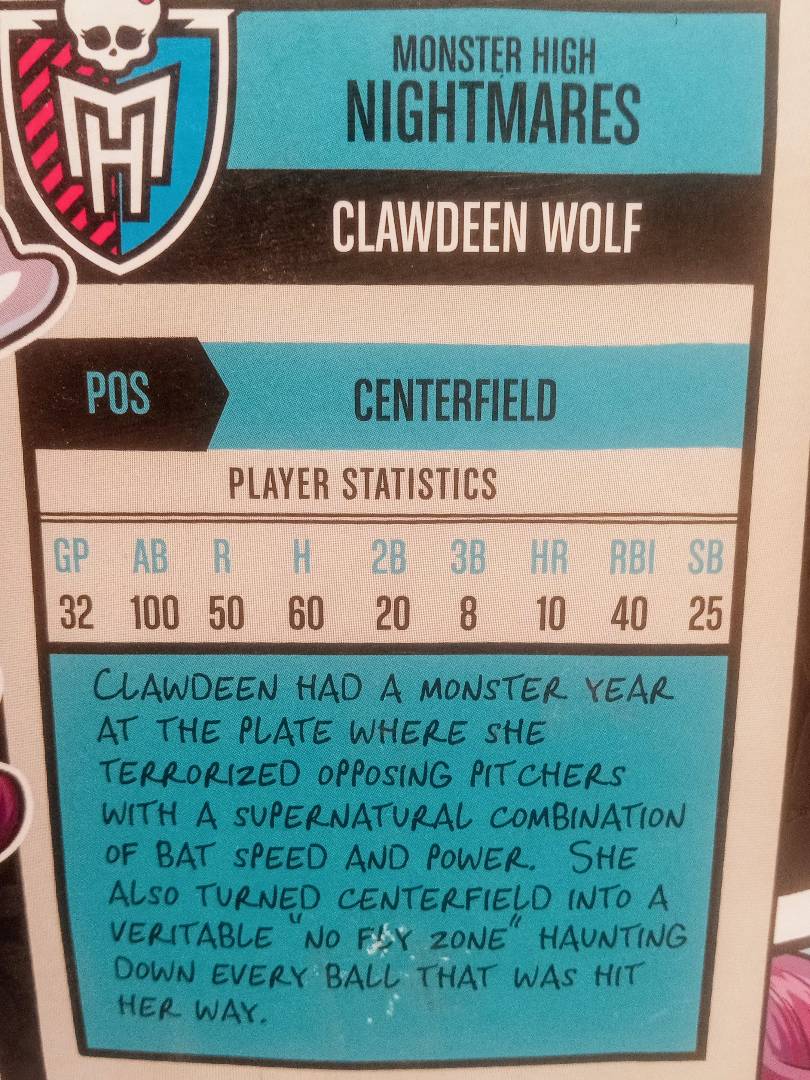 MH
MONSTER HIGH
NIGHTMARES
CLAWDEEN WOLF
POS CENTERFIELD
PLAYER STATISTICS
GP AB R H 2B 3B HR RBI SB
32 100 50 60 20 8 10 40 25
CLAWDEEN HAD A MONSTER YEAR
AT THE PLATE WHERE SHE
TERRORIZED OPPOSING PITCHERS
WITH A SUPERNATURAL COMBINATION
OF BAT SPEED AND POWER. SHE
ALSO TURNED CENTERFIELD INTO A
VERITABLE "NO FLY ZONE" HAUNTING
DOWN EVERY BALL THAT WAS HIT
HER WAY.